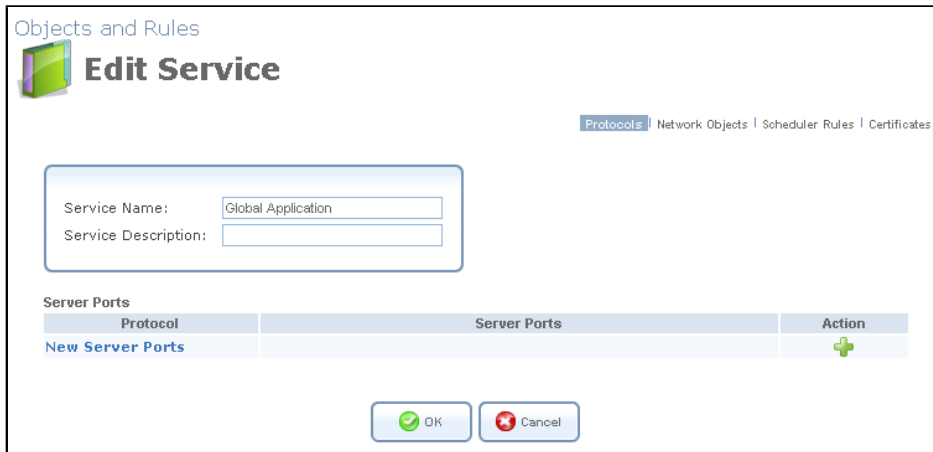 Objects and Rules
Edit Service
Protocols | Network Objects | Scheduler Rules | Certificates
Service Name: Global Application
Service Description:
Server Ports
Protocol Server Ports Action
New Server Ports
OK Cancel